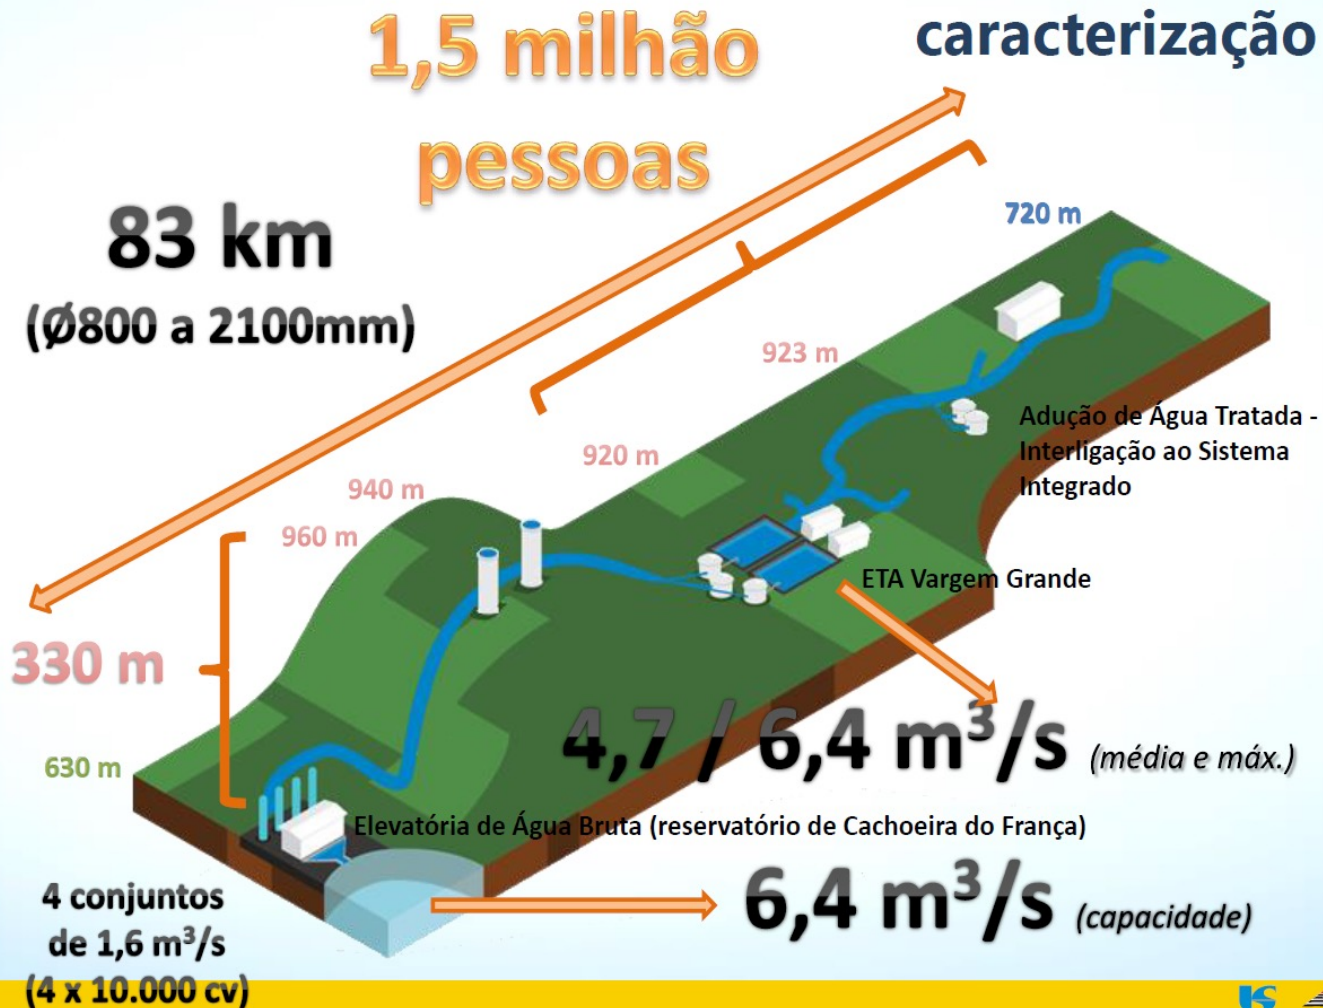 1,5 milhão
pessoas
caracterização
83 km
(Ø800 a 2100mm)
720 m
923 m
920 m
940 m
960 m
330 m
630 m
Adução de Água Tratada -
Interligação ao Sistema
Integrado
ETA Vargem Grande
4,7 / 6,4 m³/s (média e máx.)
Elevatória de Água Bruta (reservatório de Cachoeira do França)
6,4 m³/s (capacidade)
4 conjuntos
de 1,6 m³/s
(4 x 10.000 cv)